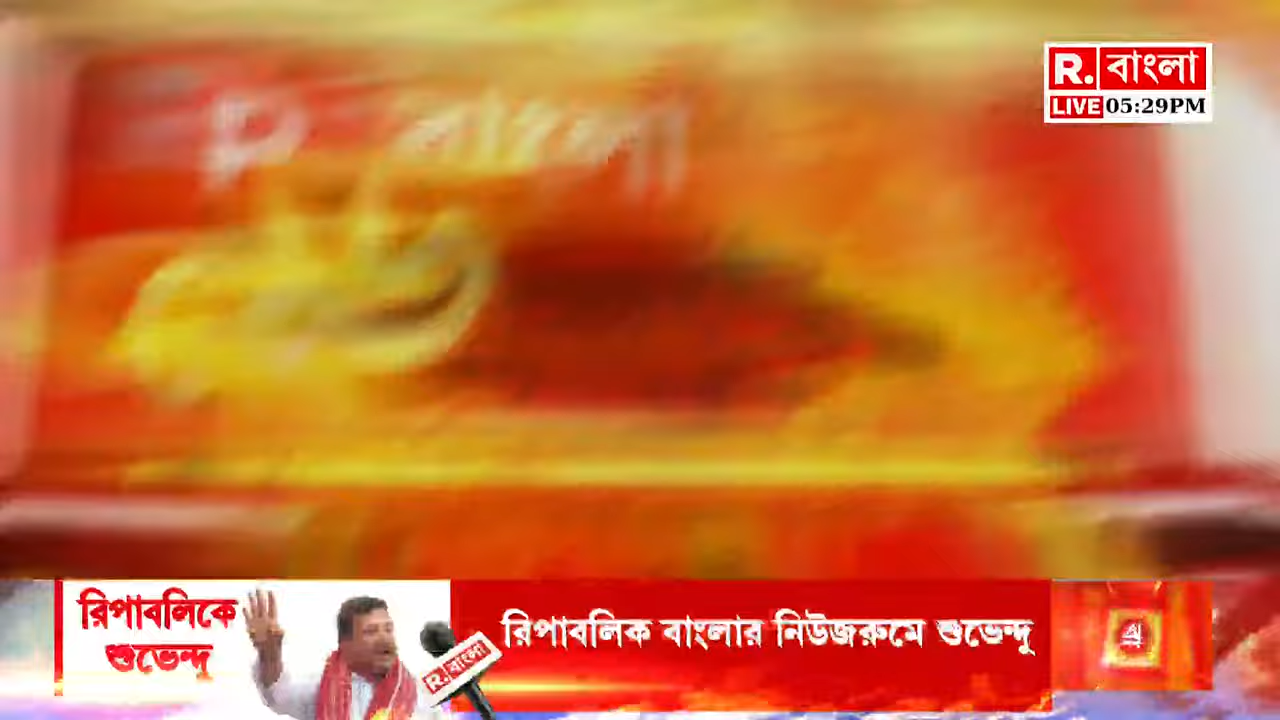 R. বাংলা
LIVE 05:29PM
R. বাংলা
রিপাবলিকে
শুভেন্দু
R. বাংলা
রিপাবলিক বাংলার নিউজরুমে শুভেন্দু